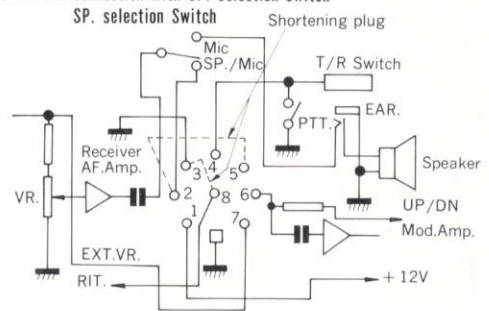 SP. selection Switch
Shortening plug
Mic
SP./Mic
T/R Switch
PTT.
EAR.
Receiver
AF.Amp.
Speaker
VR.
3
4
5
2
8
6
1
7
UP/DN
Mod.Amp.
EXT.VR.
RIT.
+ 12V